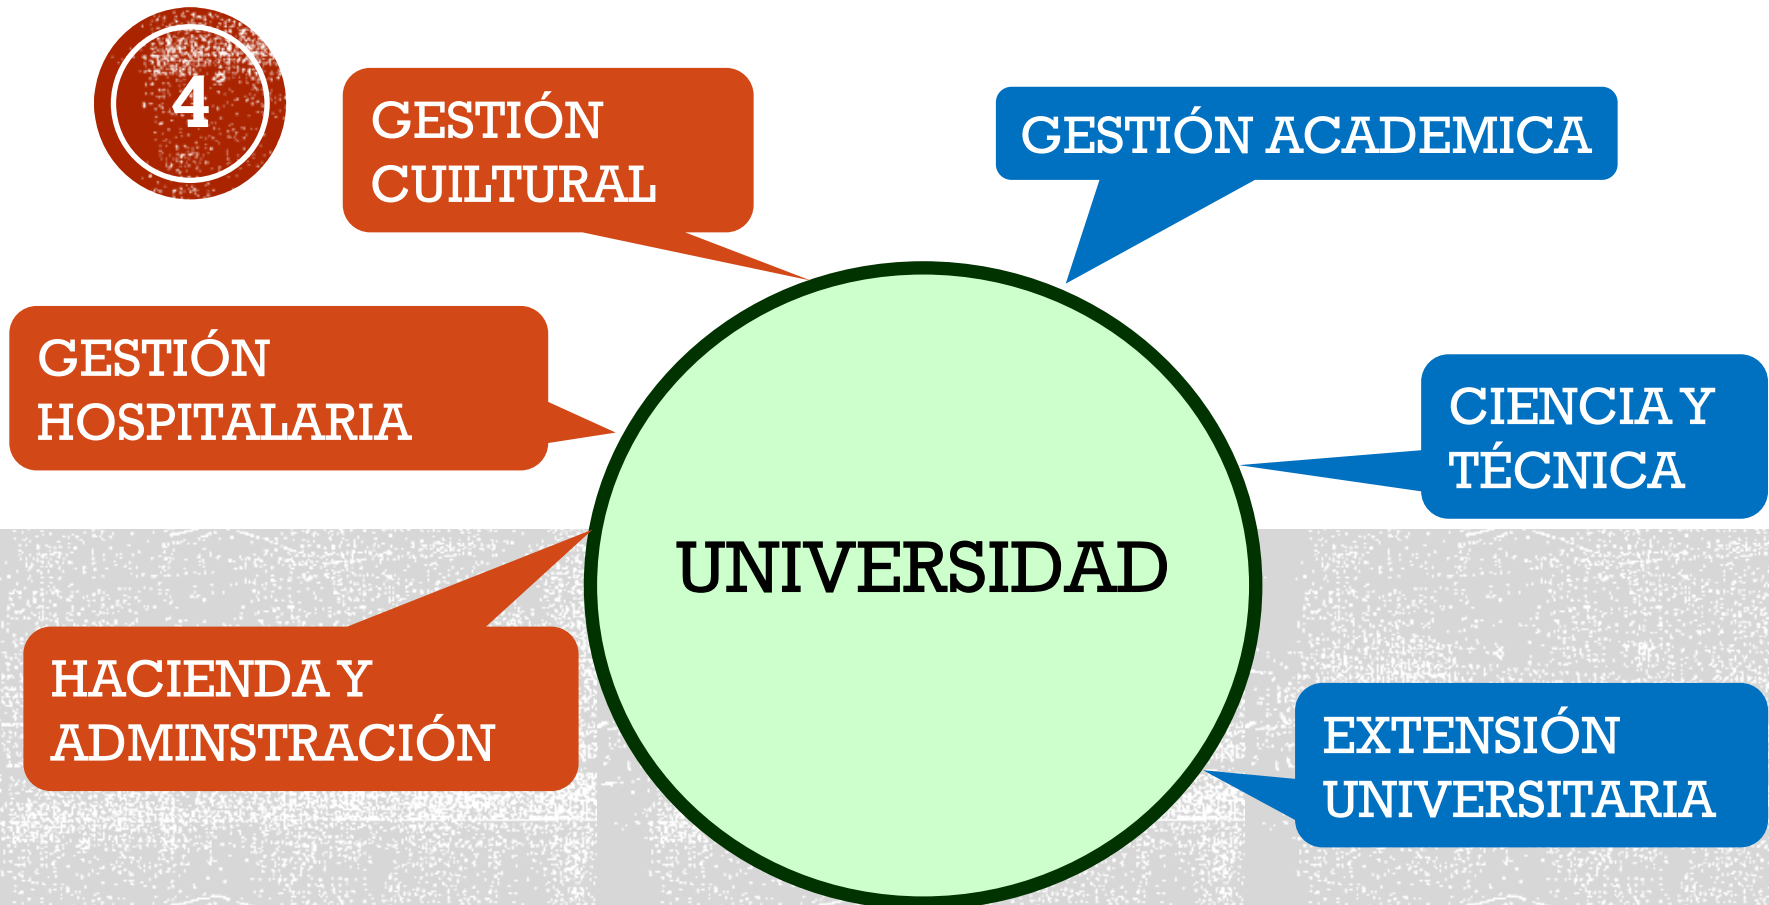 4
GESTIÓN
CUILTURAL
GESTIÓN ACADEMICA
GESTIÓN
HOSPITALARIA
CIENCIA Y
TÉCNICA
UNIVERSIDAD
HACIENDA Y
ADMINSTRACIÓN
EXTENSIÓN
UNIVERSITARIA